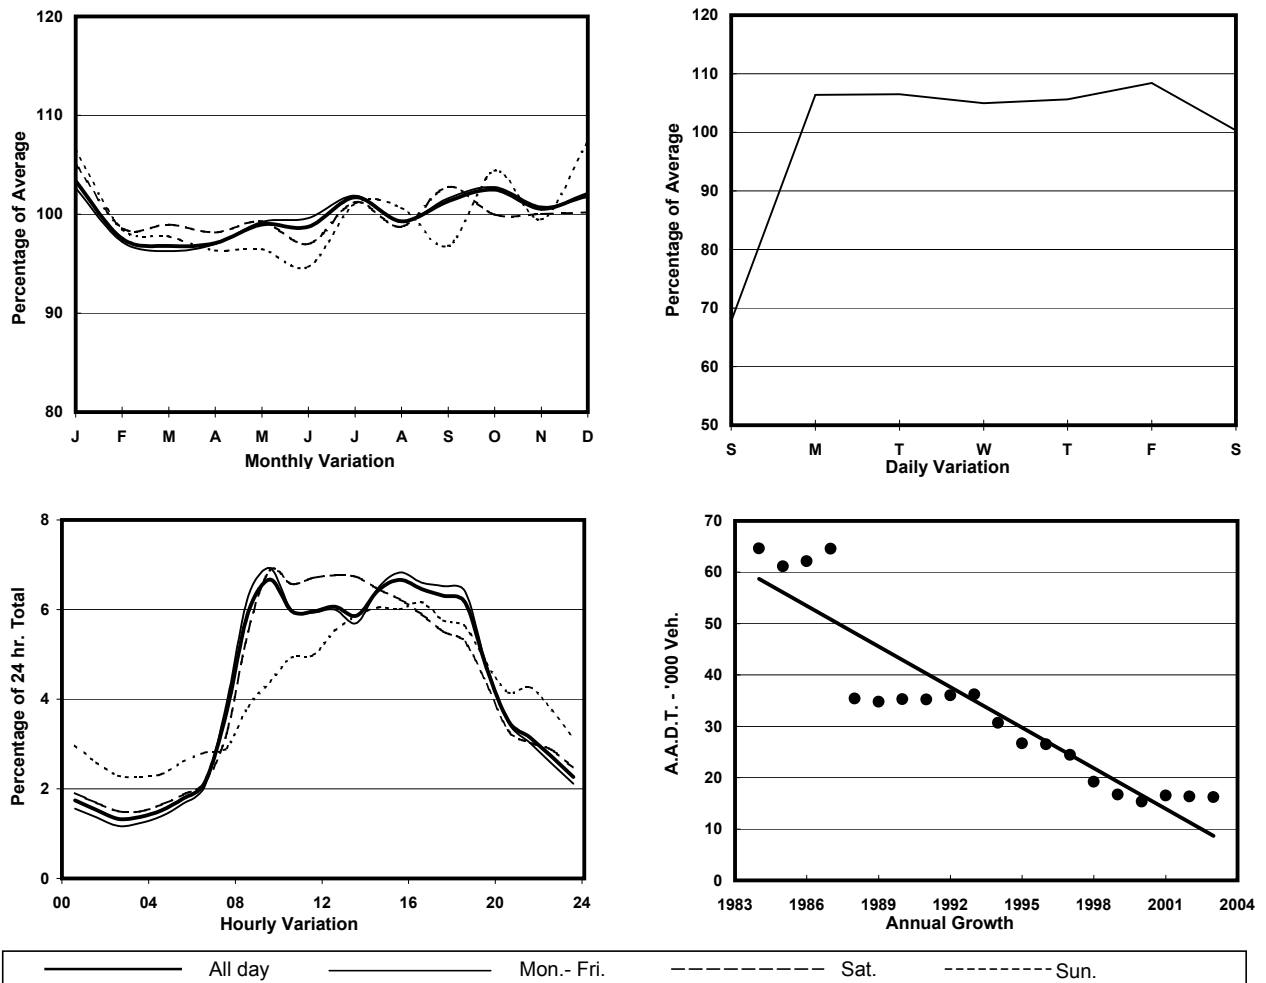 120
110
100
90
80
Percentage of Average
J F M A M J J A S O N D
Monthly Variation
120
110
100
90
80
70
60
50
Percentage of Average
S M T W T F S
Daily Variation
8
6
4
2
0
Percentage of 24 hr. Total
00 04 08 12 16 20 24
Hourly Variation
70
60
50
40
30
20
10
0
A.A.D.T. - '000 Veh.
1983 1986 1989 1992 1995 1998 2001 2004
Annual Growth
All day Mon.- Fri. Sat. Sun.